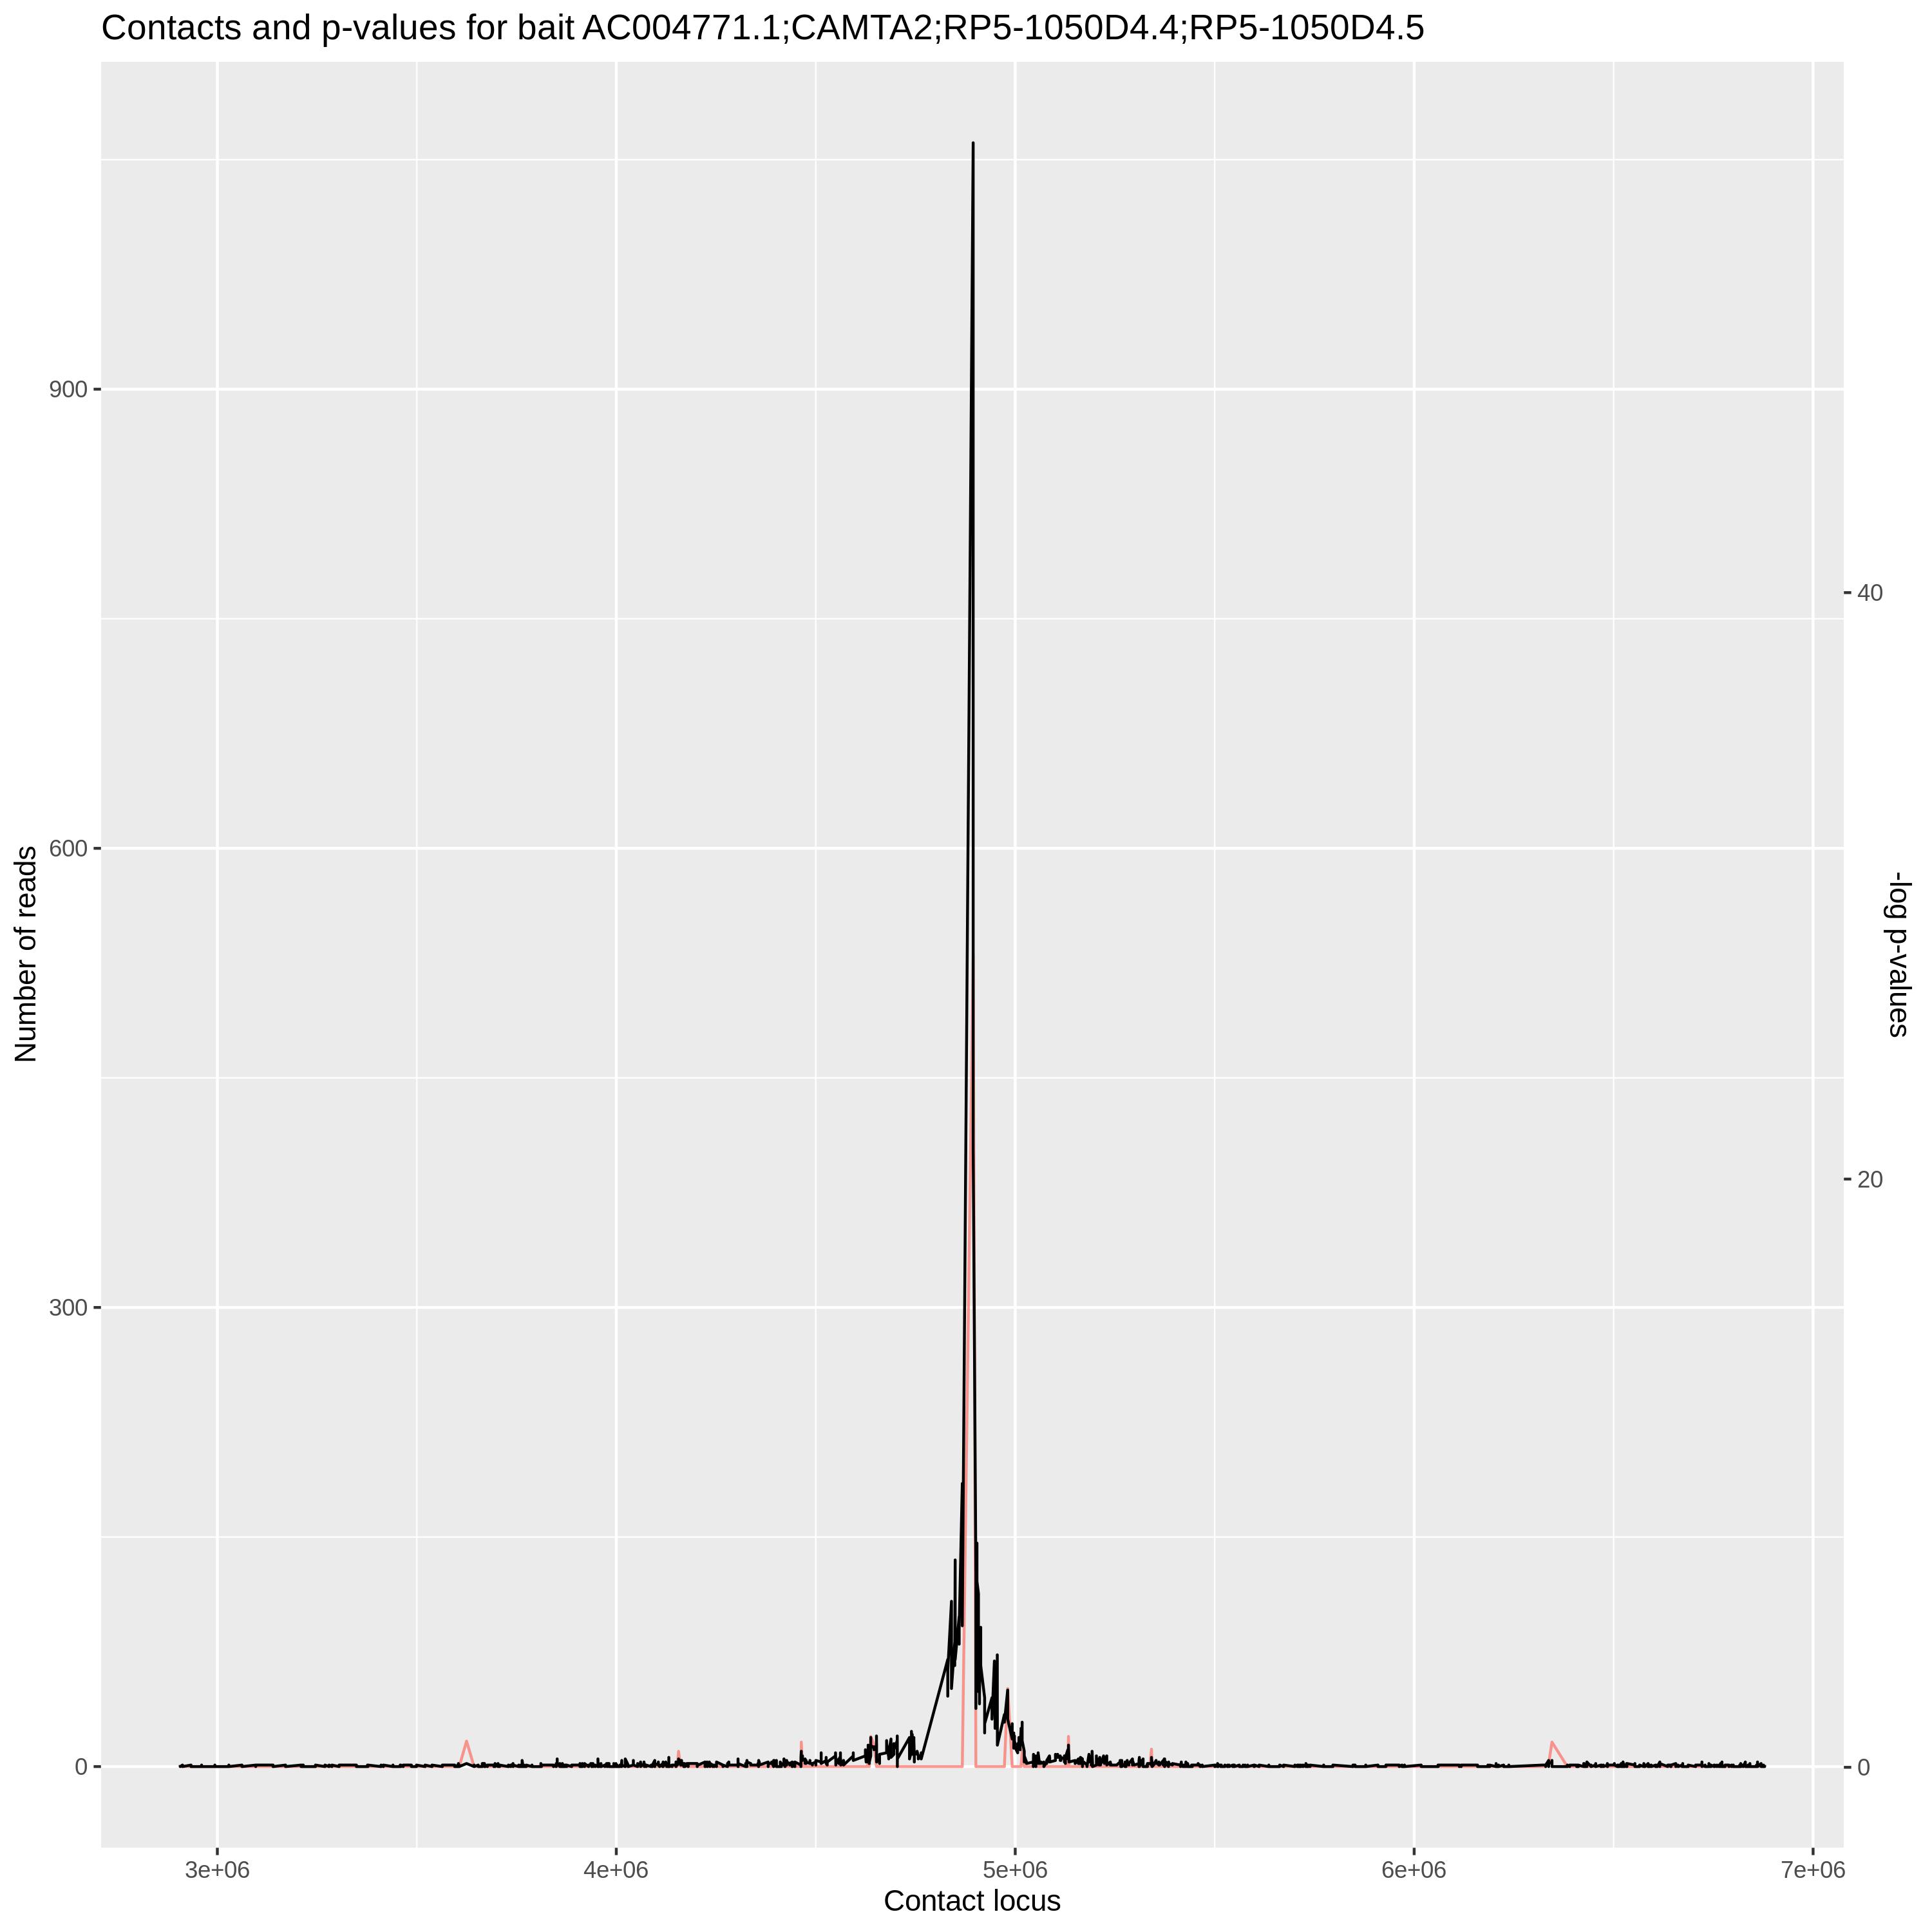 Contacts and p-values for bait AC004771.1;CAMTA2;RP5-1050D4.4;RP5-1050D4.5
900
600
300
0
Number of reads
40
20
0
-log p-values
3e+06
4e+06
5e+06
6e+06
7e+06
Contact locus